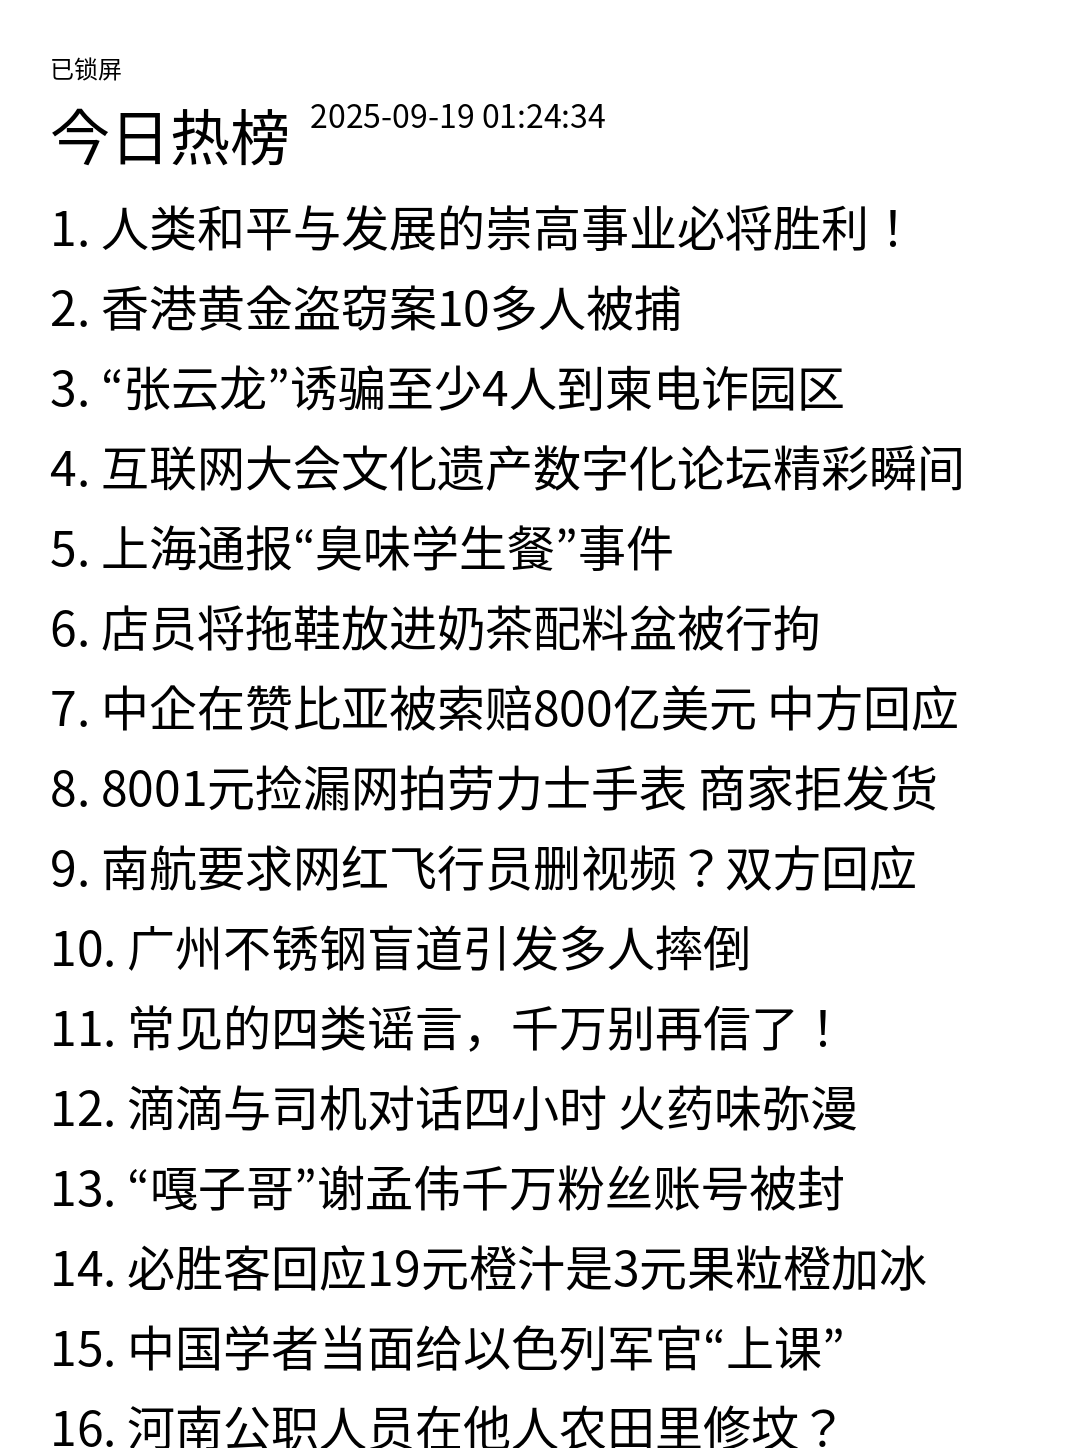 已锁屏
今日热榜 2025-09-19 01:24:34
1. 人类和平与发展的崇高事业必将胜利！
2. 香港黄金盗窃案10多人被捕
3. “张云龙”诱骗至少4人到柬电诈园区
4. 互联网大会文化遗产数字化论坛精彩瞬间
5. 上海通报“臭味学生餐”事件
6. 店员将拖鞋放进奶茶配料盆被行拘
7. 中企在赞比亚被索赔800亿美元 中方回应
8. 8001元捡漏网拍劳力士手表 商家拒发货
9. 南航要求网红飞行员删视频？双方回应
10. 广州不锈钢盲道引发多人摔倒
11. 常见的四类谣言，千万别再信了！
12. 滴滴与司机对话四小时 火药味弥漫
13. “嘎子哥”谢孟伟千万粉丝账号被封
14. 必胜客回应19元橙汁是3元果粒橙加冰
15. 中国学者当面给以色列军官“上课”
16. 河南公职人员在他人农田里修坟？